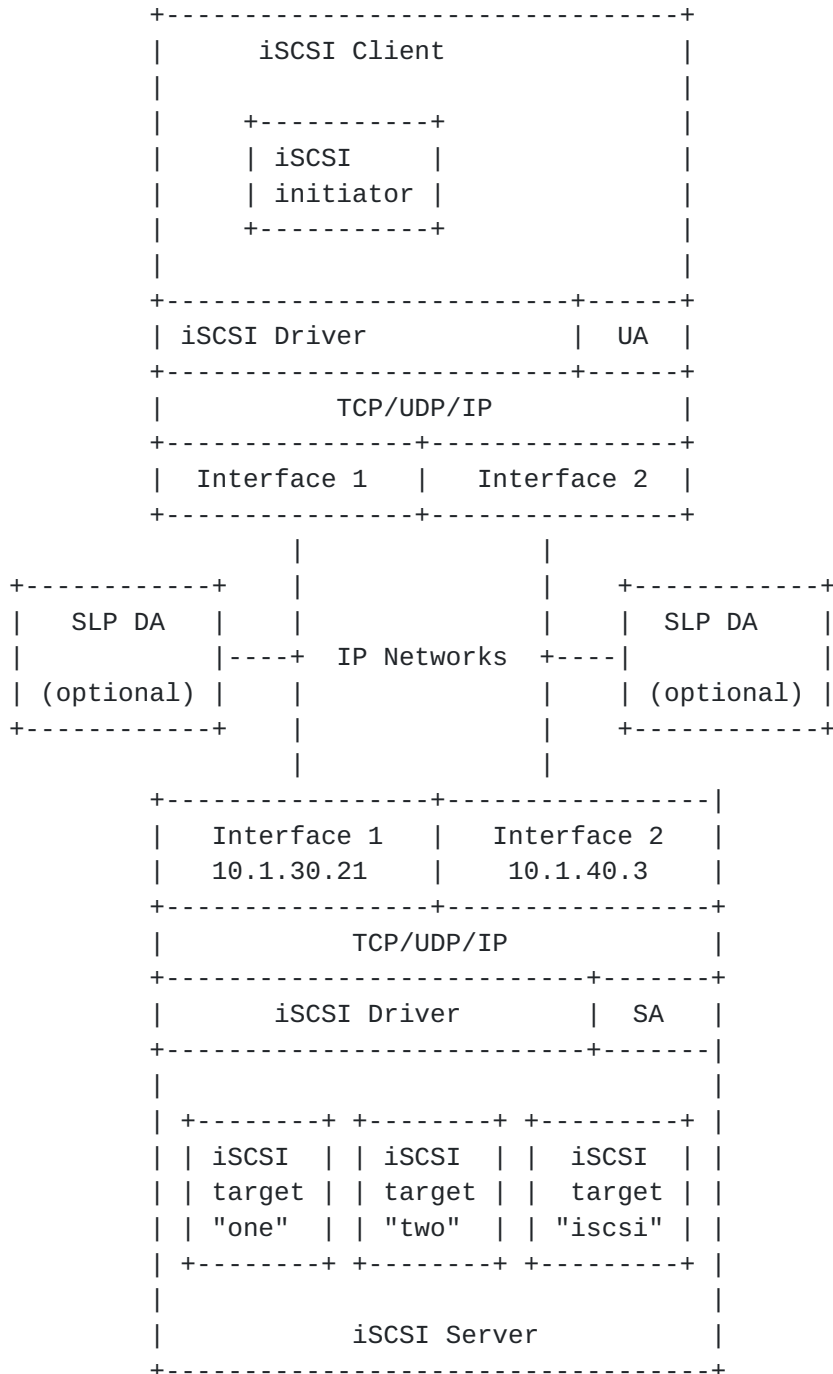 iSCSI Client
iSCSI
initiator
iSCSI Driver UA
TCP/UDP/IP
Interface 1 Interface 2
SLP DA SLP DA
IP Networks
(optional) (optional)
Interface 1 Interface 2
10.1.30.21 10.1.40.3
TCP/UDP/IP
iSCSI Driver SA
iSCSI iSCSI iSCSI
target target target
"one" "two" "iscsi"
iSCSI Server